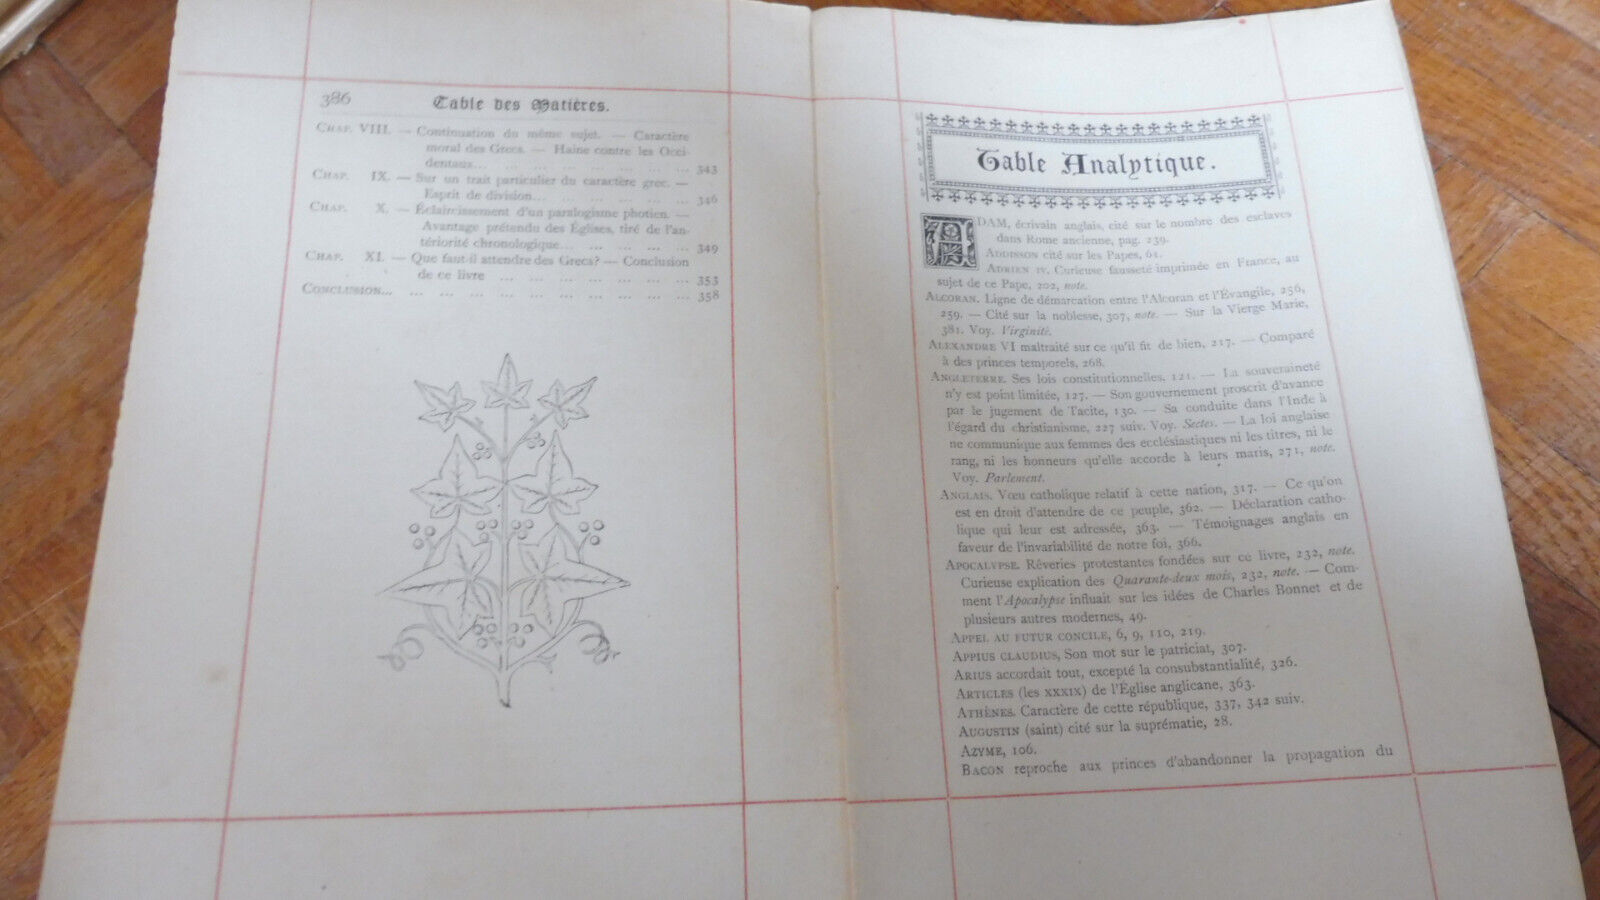 386 Table des Matières.
Chap. VIII. — Continuation du même sujet. — Caractère
moral des Grecs. — Haine contre les Occi-
dentaux... ... ... ... ... ... ... ... 343
Chap. IX. — Sur un trait particulier du caractère grec. —
Esprit de division... ... ... ... ... ... 346
Chap. X. — Éclaircissement d'un paralogisme photien. —
Avantage prétendu des Églises, tiré de l'an-
tériorité chronologique... ... ... ... ... 349
Chap. XI. — Que faut-il attendre des Grecs? — Conclusion
de ce livre ... ... ... ... ... ... ... 353
Conclusion... ... ... ... ... ... ... ... ... ... ... 358
Table Analytique.
ADAM, écrivain anglais, cité sur le nombre des esclaves
dans Rome ancienne, pag. 239.
Addisson cité sur les Papes, 61.
Adrien IV. Curieuse fausseté imprimée en France, au
sujet de ce Pape, 202, note.
Alcoran. Ligne de démarcation entre l'Alcoran et l'Évangile, 256,
259. — Cité sur la noblesse, 307, note. — Sur la Vierge Marie,
381. Voy. Virginité.
Alexandre VI maltraité sur ce qu'il fit de bien, 217. — Comparé
à des princes temporels, 268.
Angleterre. Ses lois constitutionnelles, 121. — La souveraineté
n'y est point limitée, 127. — Son gouvernement proscrit d'avance
par le jugement de Tacite, 130. — Sa conduite dans l'Inde à
l'égard du christianisme, 227 suiv. Voy. Sectes. — La loi anglaise
ne communique aux femmes des ecclésiastiques ni les titres, ni le
rang, ni les honneurs qu'elle accorde à leurs maris, 271, note.
Voy. Parlement.
Anglais. Vœu catholique relatif à cette nation, 317. — Ce qu'on
est en droit d'attendre de ce peuple, 362. — Déclaration catho-
lique qui leur est adressée, 363. — Témoignages anglais en
faveur de l'invariabilité de notre foi, 366.
Apocalypse. Rêveries protestantes fondées sur ce livre, 232, note.
Curieuse explication des Quarante-deux mois, 232, note. — Com-
ment l'Apocalypse influait sur les idées de Charles Bonnet et de
plusieurs autres modernes, 49.
Appel au futur concile, 6, 9, 110, 219.
Appius Claudius, Son mot sur le patriciat, 307.
Arius accordait tout, excepté la consubstantialité, 326.
Articles (les XXXIX) de l'Église anglicane, 363.
Athènes. Caractère de cette république, 337, 342 suiv.
Augustin (saint) cité sur la suprématie, 28.
Azyme, 106.
Bacon reproche aux princes d'abandonner la propagation du